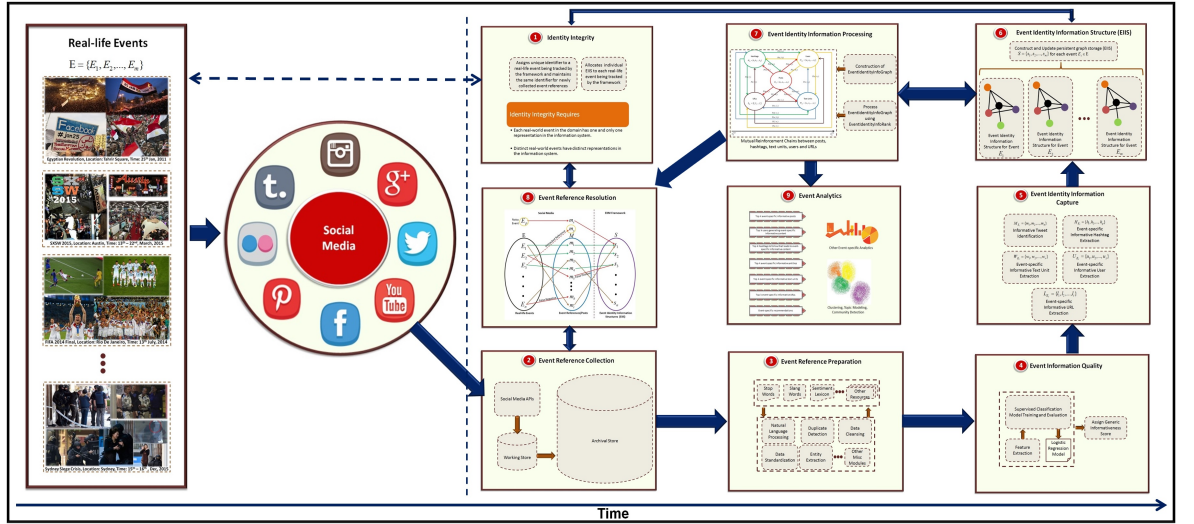 Real-life Events
E = {E1, E2,..., Em}
Facebook
#jan25
Egyptian Revolution, Location: Tahrir Square, Time: 25th Jan, 2011
SXSW
2015
SXSW 2015, Location: Austin, Time: 13th – 22nd, March, 2015
FIFA 2014 Final, Location: Rio De Janeiro, Time: 13th July, 2014
Sydney Siege Crisis, Location: Sydney, Time: 15th – 16th, Dec, 2015
t.
g+
Social
Media
You
Tube
f
1 Identity Integrity
Assigns unique identifier to a
real-life event being tracked
by the framework and maintains
the same identifier for newly
collected event references
Allocates individual
EIIS to each real-life
event being tracked
by the framework
Identity Integrity Requires
• Each real-world event in the domain has one and only one
representation in the information system.
• Distinct real-world events have distinct representations in
the information system.
7 Event Identity Information Processing
Construction of
EventIdentityInfoGraph
Process
EventIdentityInfoGraph
using
EventIdentityInfoRank
Mutual Reinforcement Chains between posts,
hashtags, text units, users and URLs
6 Event Identity Information Structure (EIIS)
Construct and Update persistent graph storage (EIIS)
for each event
Event Identity
Information
Structure for Event
Event Identity
Information
Structure for Event
Event Identity
Information
Structure for Event
8 Event Reference Resolution
Social Media
9 Event Analytics
Other Event-specific Analytics
Clustering, Topic Modeling,
Community Detection
5 Event Identity Information
Capture
Informative Tweet
Identification
Event-specific
Informative Hashtag
Extraction
Event-specific
Informative Text Unit
Extraction
Event-specific
Informative User
Extraction
Event-specific
Informative URL
Extraction
2 Event Reference Collection
Social Media APIs
Working Store
Archival Store
3 Event Reference Preparation
Stop
Words
Slang
Words
Sentiment
Lexicon
Other
Resources
Natural
Language
Processing
Duplicate
Detection
Data
Cleansing
Data
Standardization
Entity
Extraction
Other
Misc
Modules
4 Event Information Quality
Supervised Classification
Model Training and Evaluation
Assign Generic
Informativeness
Score
Feature
Extraction
Logistic
Regression
Model
Time